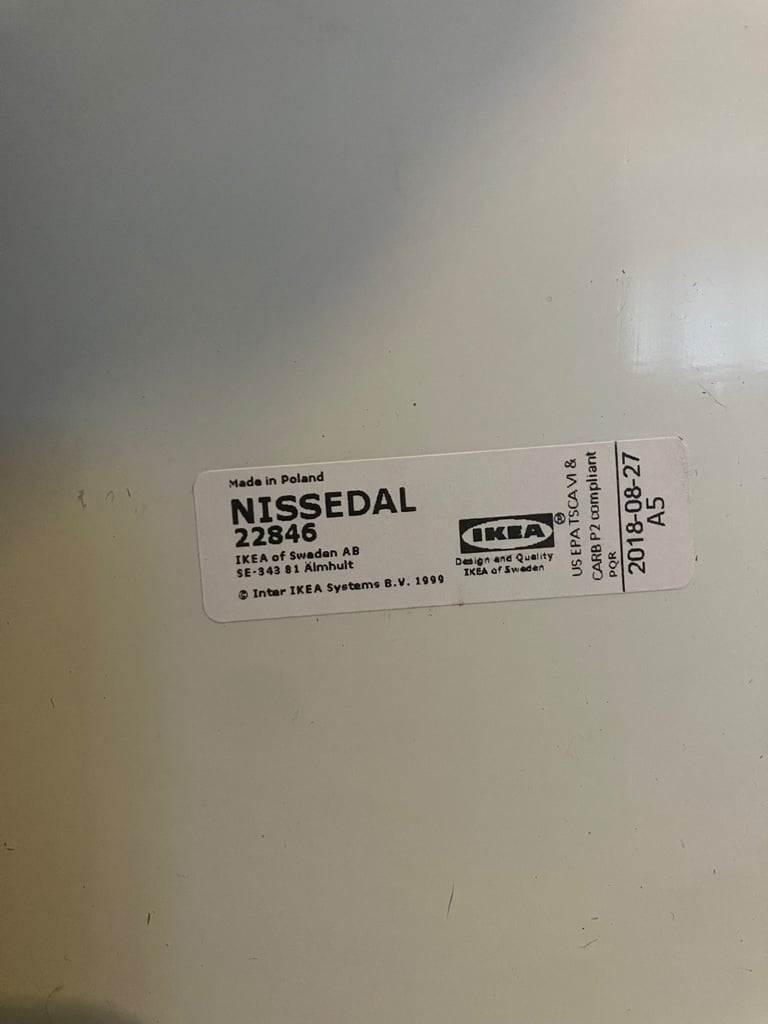 Made in Poland
NISSEDAL
22846
IKEA of Sweden AB
SE-343 81 Älmhult
© Inter IKEA Systems B.V. 1999
IKEA®
Design and Quality
IKEA of Sweden
US EPA TSCA VI &
CARB P2 compliant
PQR
2018-08-27
A5